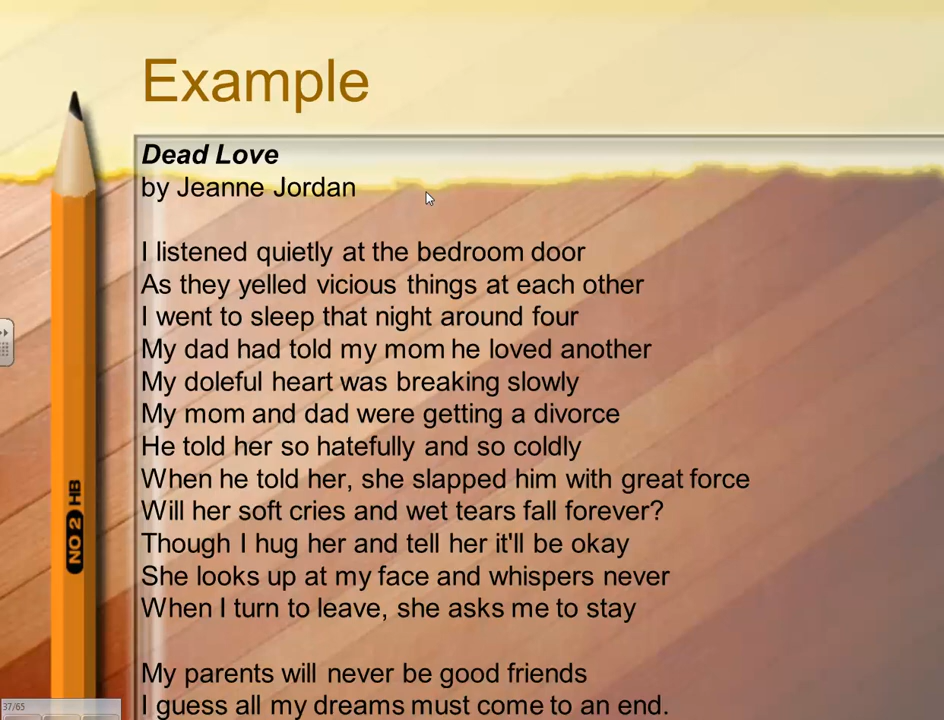 Example
Dead Love
by Jeanne Jordan
I listened quietly at the bedroom door
As they yelled vicious things at each other
I went to sleep that night around four
My dad had told my mom he loved another
My doleful heart was breaking slowly
My mom and dad were getting a divorce
He told her so hatefully and so coldly
When he told her, she slapped him with great force
Will her soft cries and wet tears fall forever?
Though I hug her and tell her it'll be okay
She looks up at my face and whispers never
When I turn to leave, she asks me to stay
My parents will never be good friends
I guess all my dreams must come to an end.
NO 2 HB
37/65